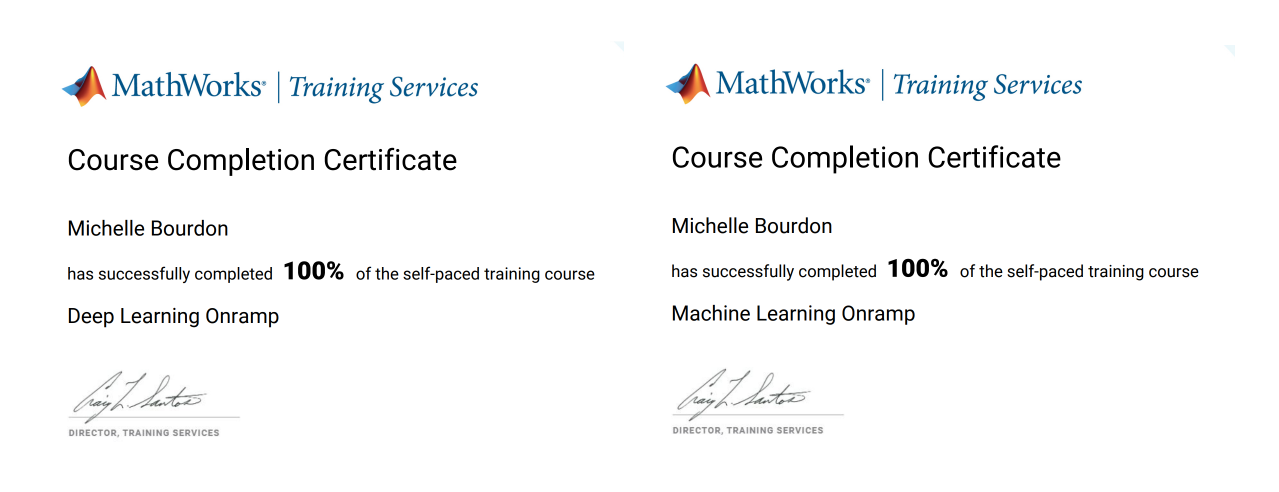 MathWorks® | Training Services
Course Completion Certificate
Michelle Bourdon
has successfully completed 100% of the self-paced training course
Deep Learning Onramp
Craig L. Santos
DIRECTOR, TRAINING SERVICES
MathWorks® | Training Services
Course Completion Certificate
Michelle Bourdon
has successfully completed 100% of the self-paced training course
Machine Learning Onramp
Craig L. Santos
DIRECTOR, TRAINING SERVICES